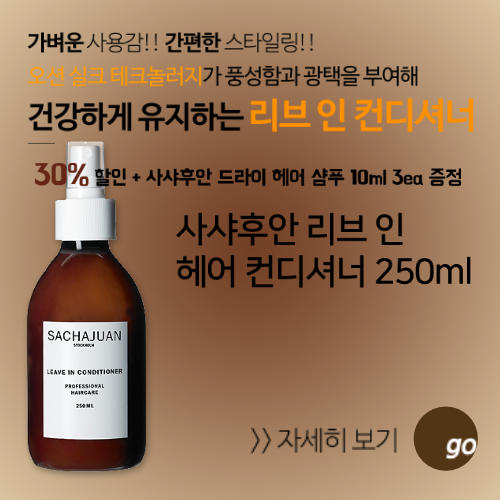 가벼운 사용감!! 간편한 스타일링!!
오션 실크 테크놀러지가 풍성함과 광택을 부여해
건강하게 유지하는 리브 인 컨디셔너
30% 할인 + 사샤후안 드라이 헤어 샴푸 10ml 3ea 증정
사샤후안 리브 인
헤어 컨디셔너 250ml
SACHAJUAN
STOCKHOLM
LEAVE IN CONDITIONER
PROFESSIONAL
HAIRCARE
250ML
>> 자세히 보기 go